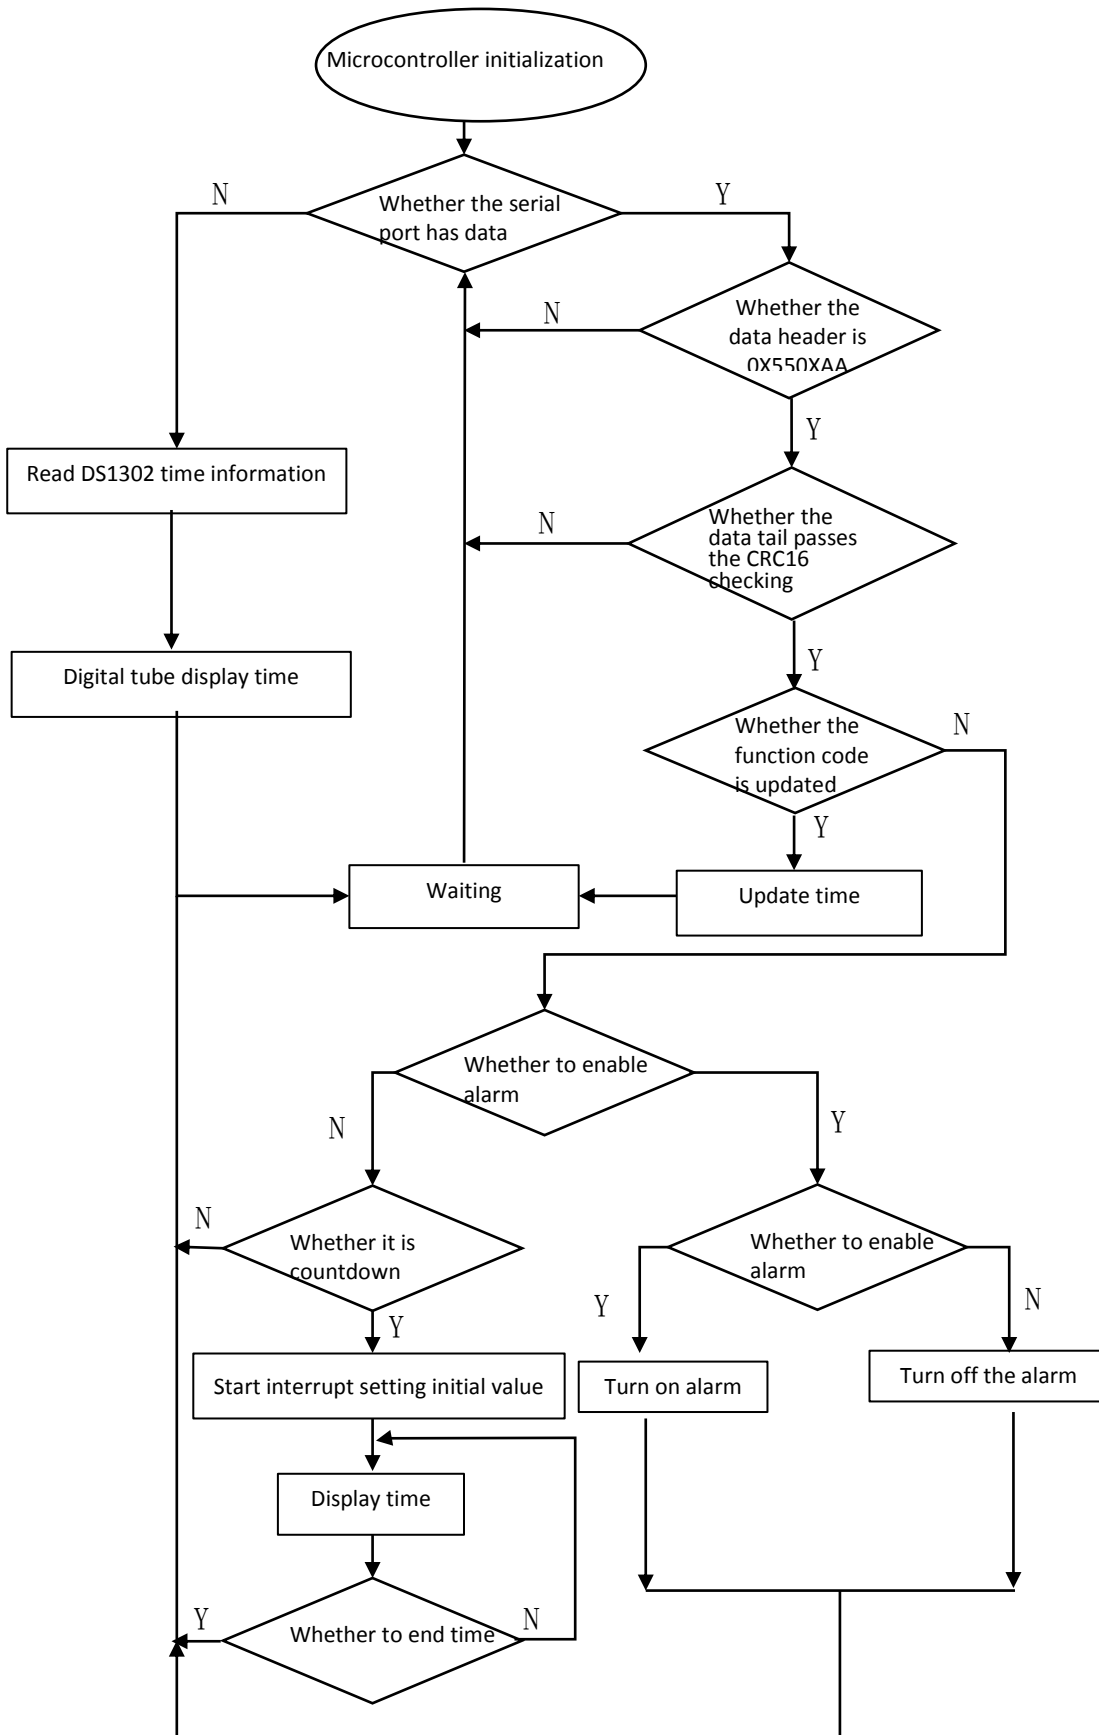 Microcontroller initialization
N
Y
Whether the serial
port has data
Whether the
data header is
0X550XAA
N
Y
Read DS1302 time information
Whether the
data tail passes
the CRC16
checking
N
Y
Digital tube display time
Whether the
function code
is updated
N
Y
Waiting
Update time
Whether to enable
alarm
N
Y
N
Whether it is
countdown
Whether to enable
alarm
Y
Y
N
Start interrupt setting initial value
Turn on alarm
Turn off the alarm
Display time
Y
Whether to end time
N